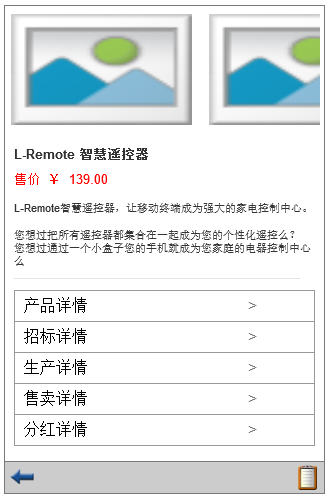 L-Remote 智慧遥控器
售价 ￥ 139.00
L-Remote智慧遥控器，让移动终端成为强大的家电控制中心。
您想过把所有遥控器都集合在一起成为您的个性化遥控么？
您想过通过一个小盒子您的手机就成为您家庭的电器控制中心
么
产品详情 >
招标详情 >
生产详情 >
售卖详情 >
分红详情 >